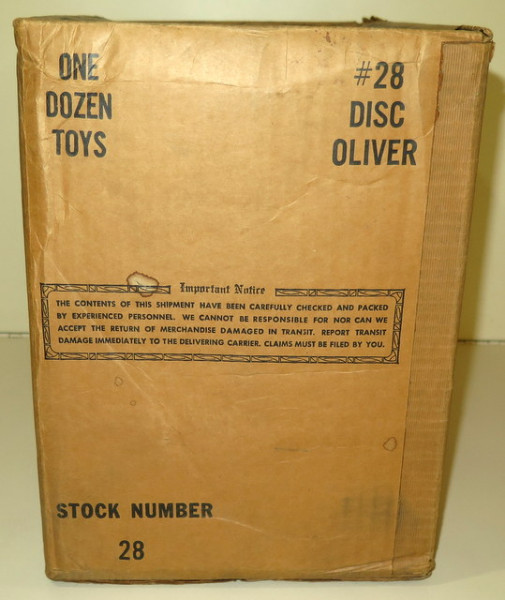 ONE
DOZEN
TOYS
#28
DISC
OLIVER
Important Notice
THE CONTENTS OF THIS SHIPMENT HAVE BEEN CAREFULLY CHECKED AND PACKED
BY EXPERIENCED PERSONNEL. WE CANNOT BE RESPONSIBLE FOR NOR CAN WE
ACCEPT THE RETURN OF MERCHANDISE DAMAGED IN TRANSIT. REPORT TRANSIT
DAMAGE IMMEDIATELY TO THE DELIVERING CARRIER. CLAIMS MUST BE FILED BY YOU.
STOCK NUMBER
28